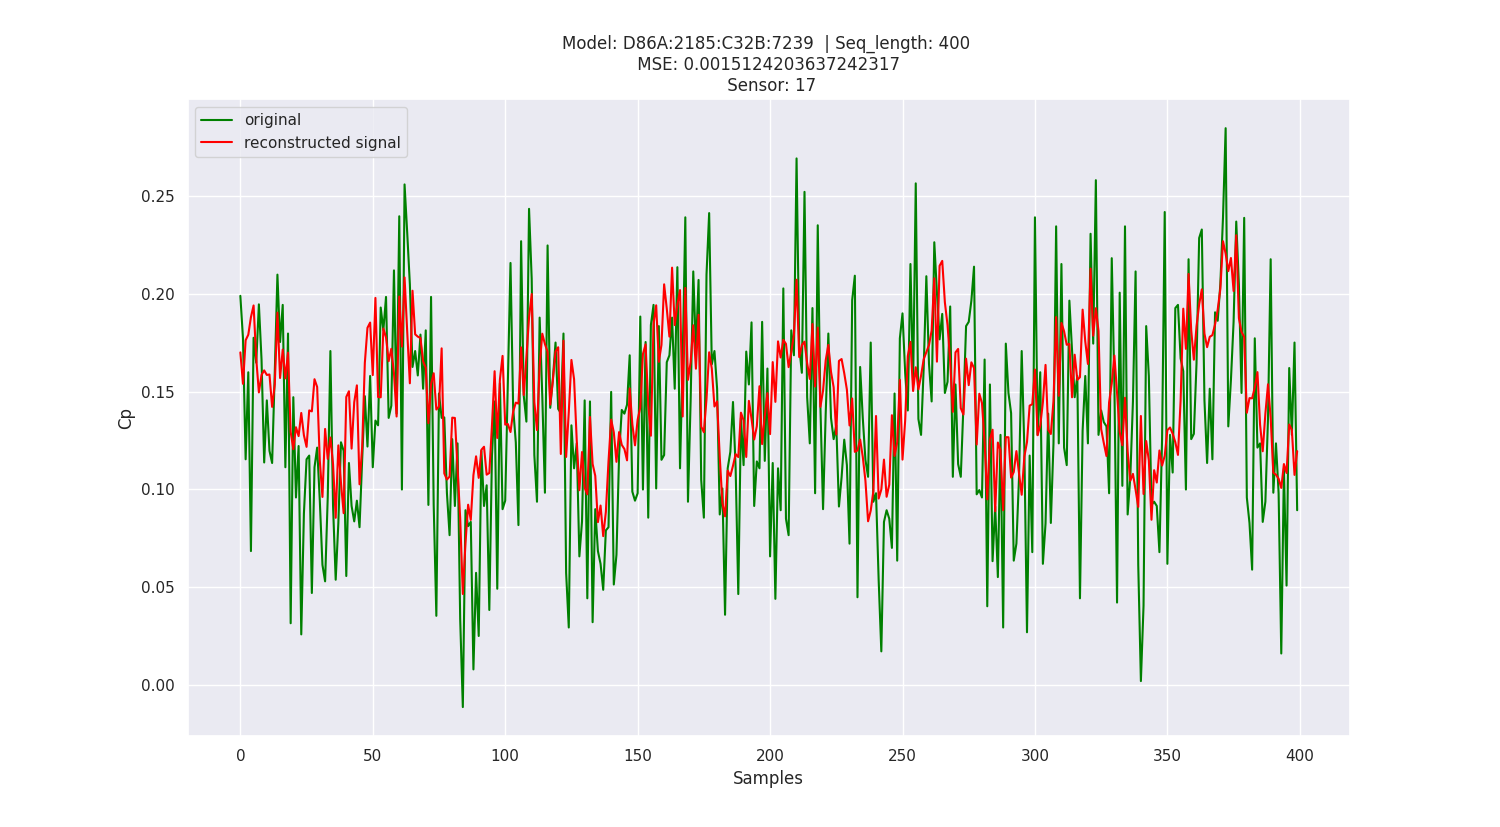 Model: D86A:2185:C32B:7239 | Seq_length: 400
MSE: 0.0015124203637242317
Sensor: 17
original
reconstructed signal
0.25
0.20
0.15
0.10
0.05
0.00
Cp
0 50 100 150 200 250 300 350 400
Samples